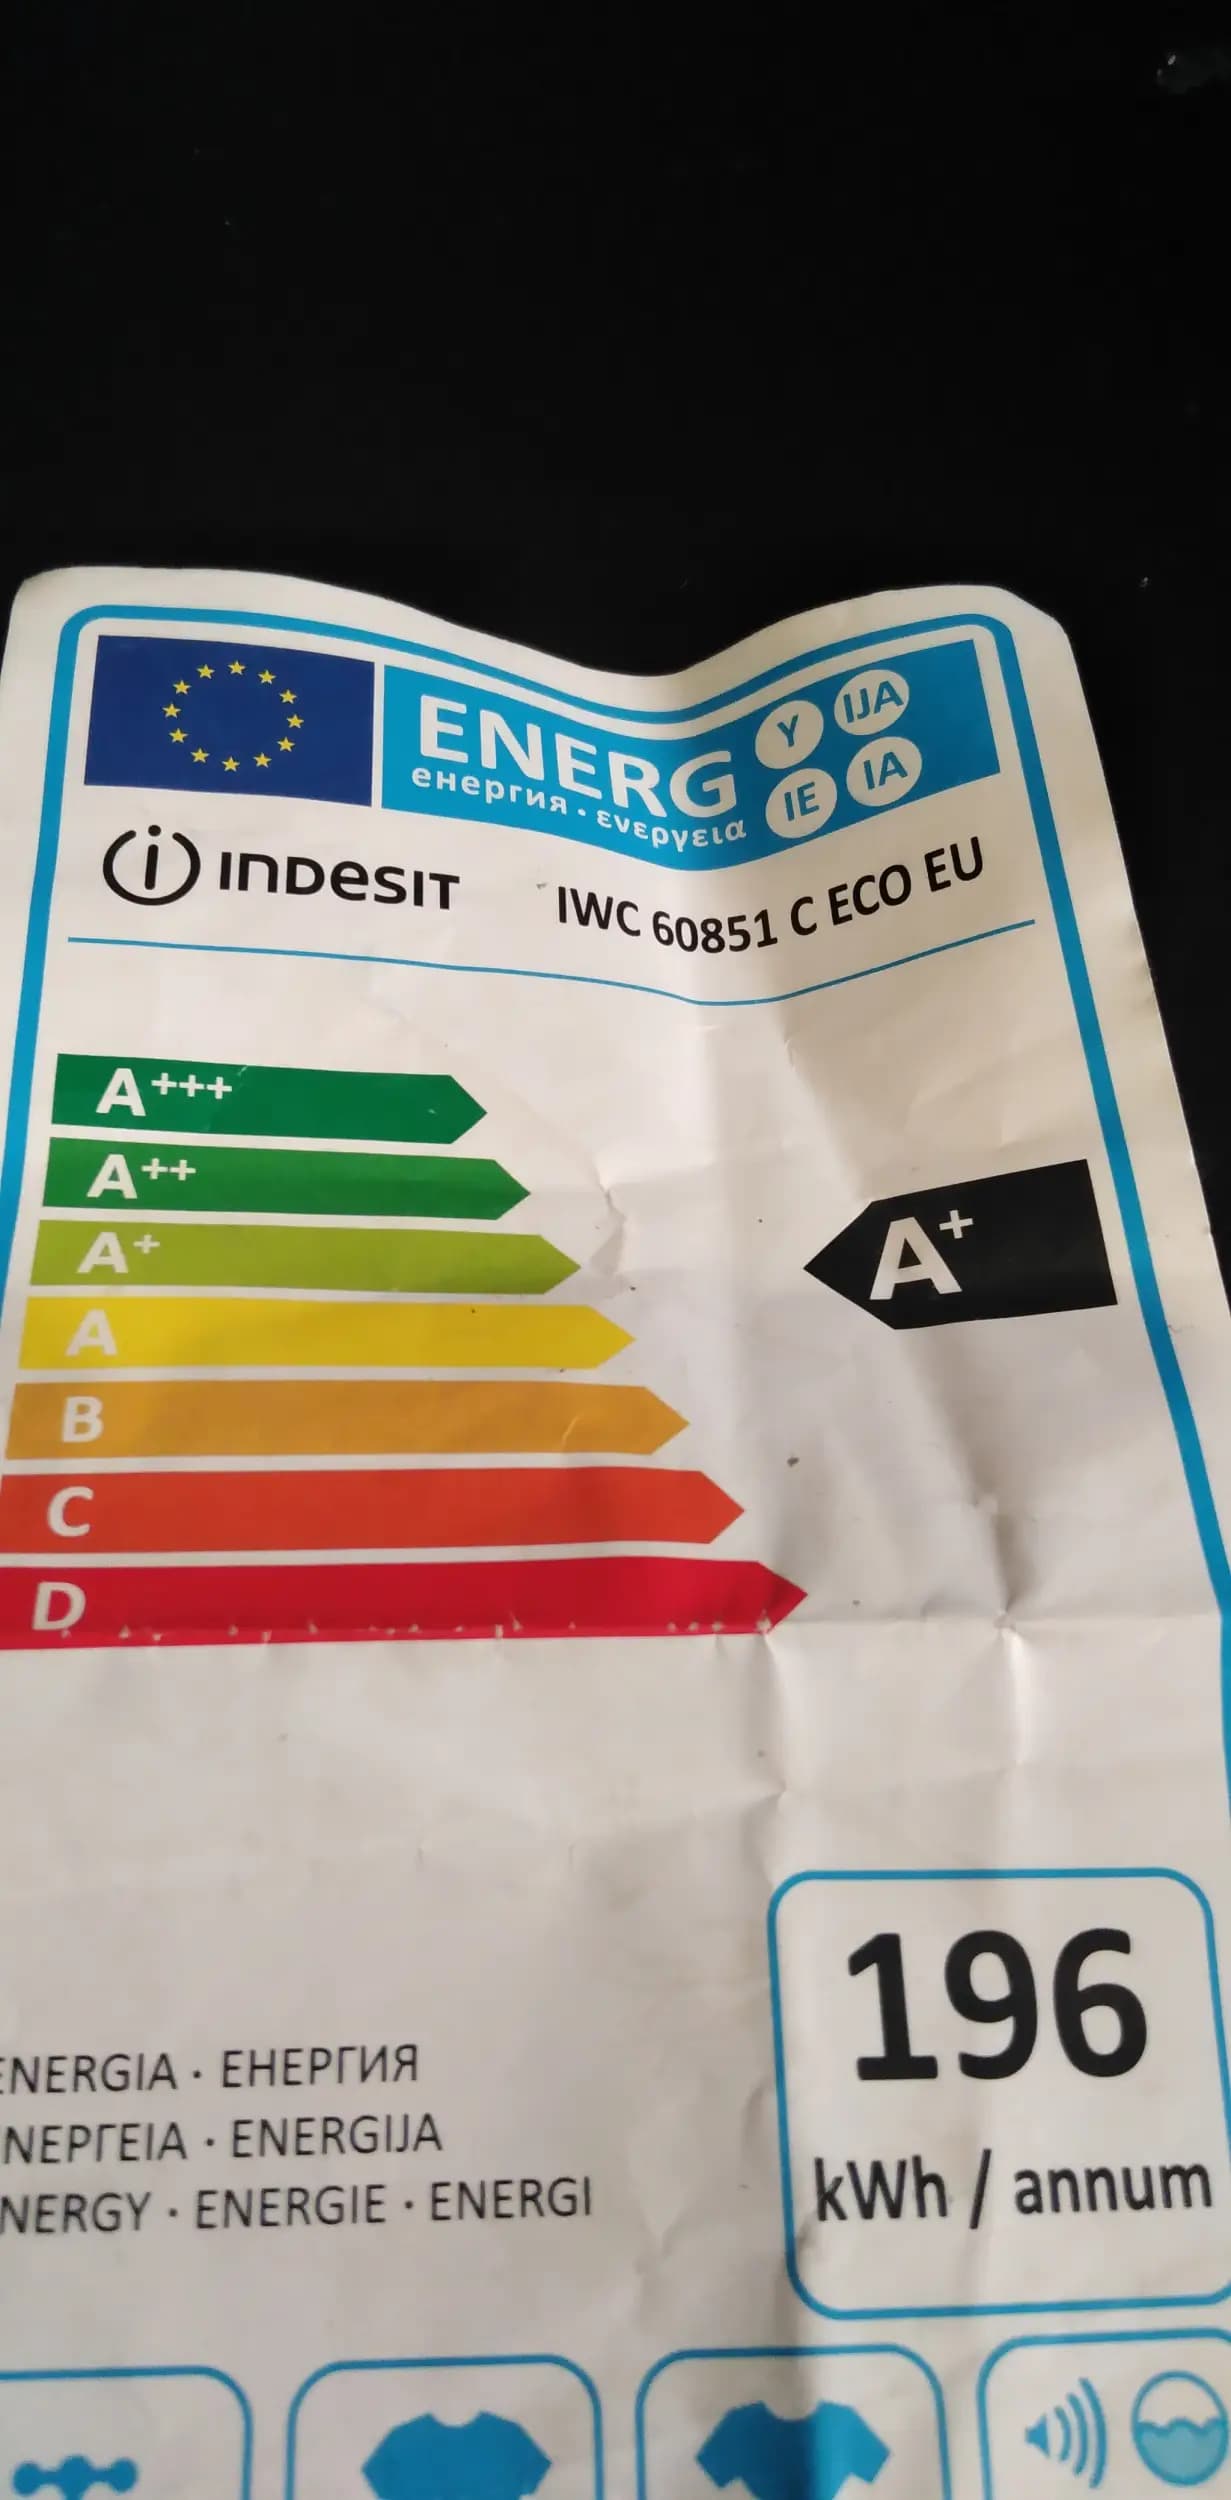 ENERG Y IJA
енергия · ενεργεια IE IA
indesit IWC 60851 C ECO EU
A+++
A++
A+
A+
A
B
C
D
196
kWh / annum
ENERGIA · ЕНЕРГИЯ
ΝΕΡΓΕΙΑ · ENERGIJA
NERGY · ENERGIE · ENERGI